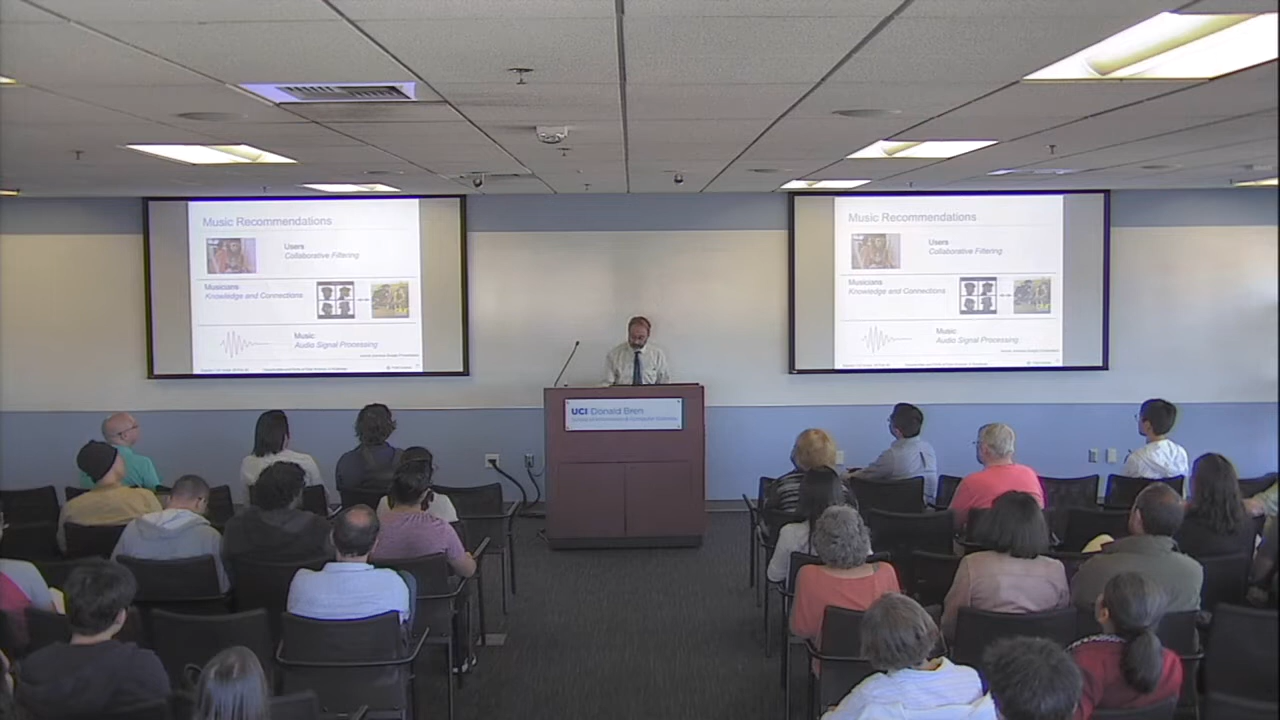 Music Recommendations
Users
Collaborative Filtering
Musicians
Knowledge and Connections
Music:
Audio Signal Processing
UCI Donald Bren
Music Recommendations
Users
Collaborative Filtering
Musicians
Knowledge and Connections
blur
Music:
Audio Signal Processing